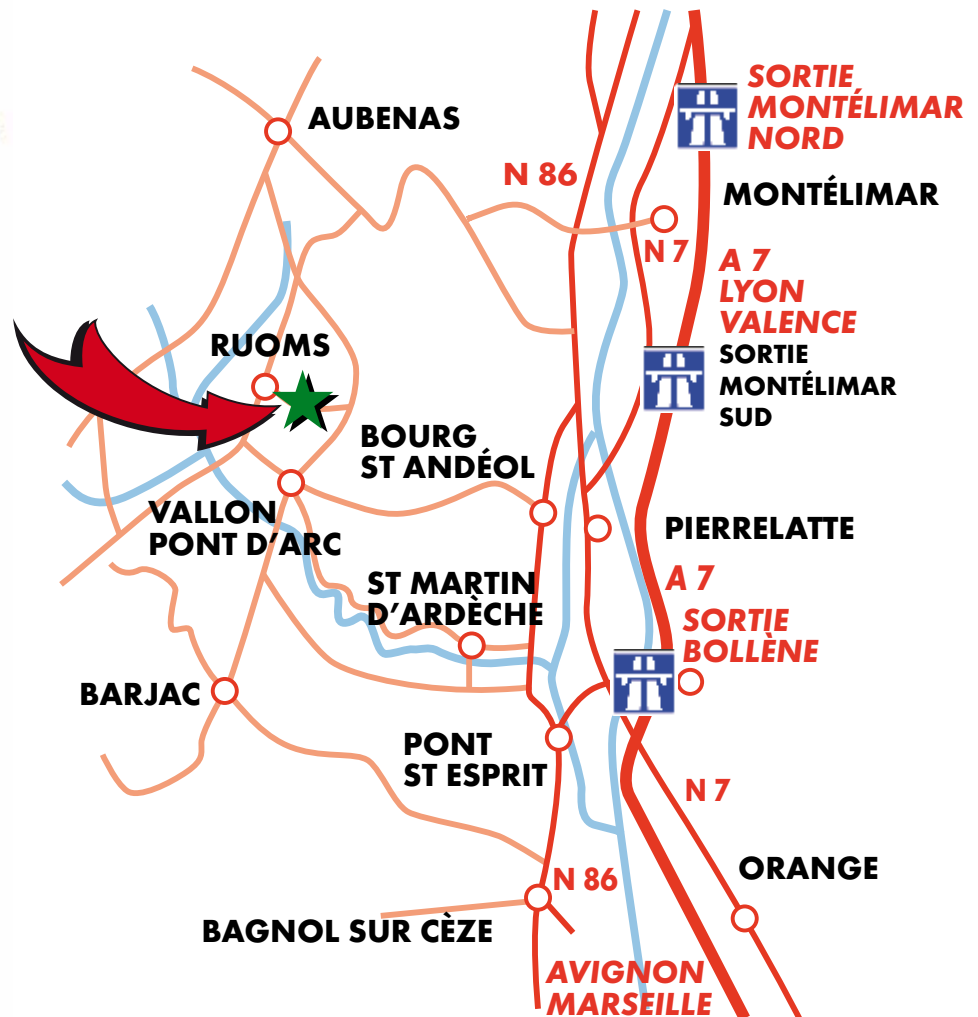 SORTIE
MONTÉLIMAR
NORD
AUBENAS
N 86
MONTÉLIMAR
N 7
A 7
LYON
VALENCE
SORTIE
MONTÉLIMAR
SUD
RUOMS
BOURG
ST ANDÉOL
VALLON
PONT D'ARC
PIERRELATTE
A 7
ST MARTIN
D'ARDÈCHE
SORTIE
BOLLÈNE
BARJAC
PONT
ST ESPRIT
N 7
ORANGE
N 86
BAGNOL SUR CÈZE
AVIGNON
MARSEILLE